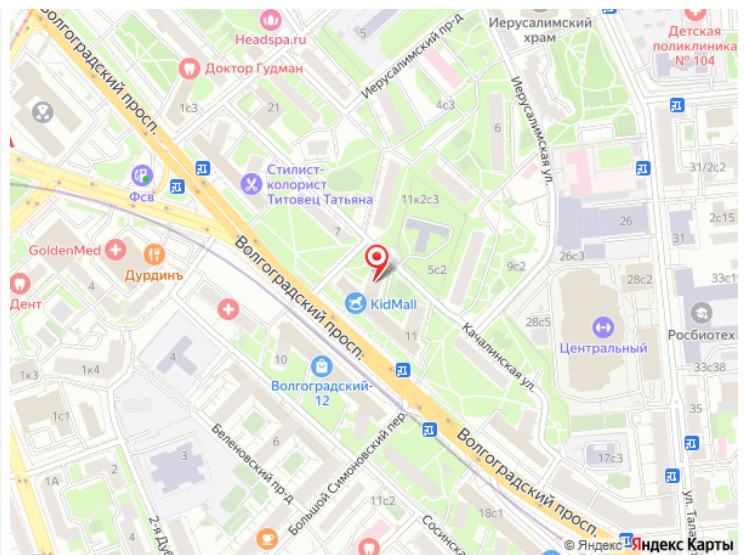 Headspa.ru
Иерусалимский
храм
Детская
поликлиника
№ 104
Волгоградский просп.
Доктор Гудман
Иерусалимский пр-д
1с3
21
4с3
6
Иерусалимская ул.
31/2с2
Фсв
Стилист-
колорист
Титовец Татьяна
11к2с3
26
2с15
31
7
GoldenMed
Дурдинъ
Волгоградский просп.
5с2
9с2
26с3
28с2
33с19
Дент
KidMall
28с5
Центральный
Росбиотех
4
10
11
Качалинская ул.
33с38
1к3
1к4
Волгоградский-
12
35
1с1
Беленовский пр-д
6
Большой Симоновский пер.
Волгоградский просп.
17с3
1А
4
3
2-я Дуб
11с2
Сосинска
18с1
ул. Тала
© Яндекс
Яндекс Карты